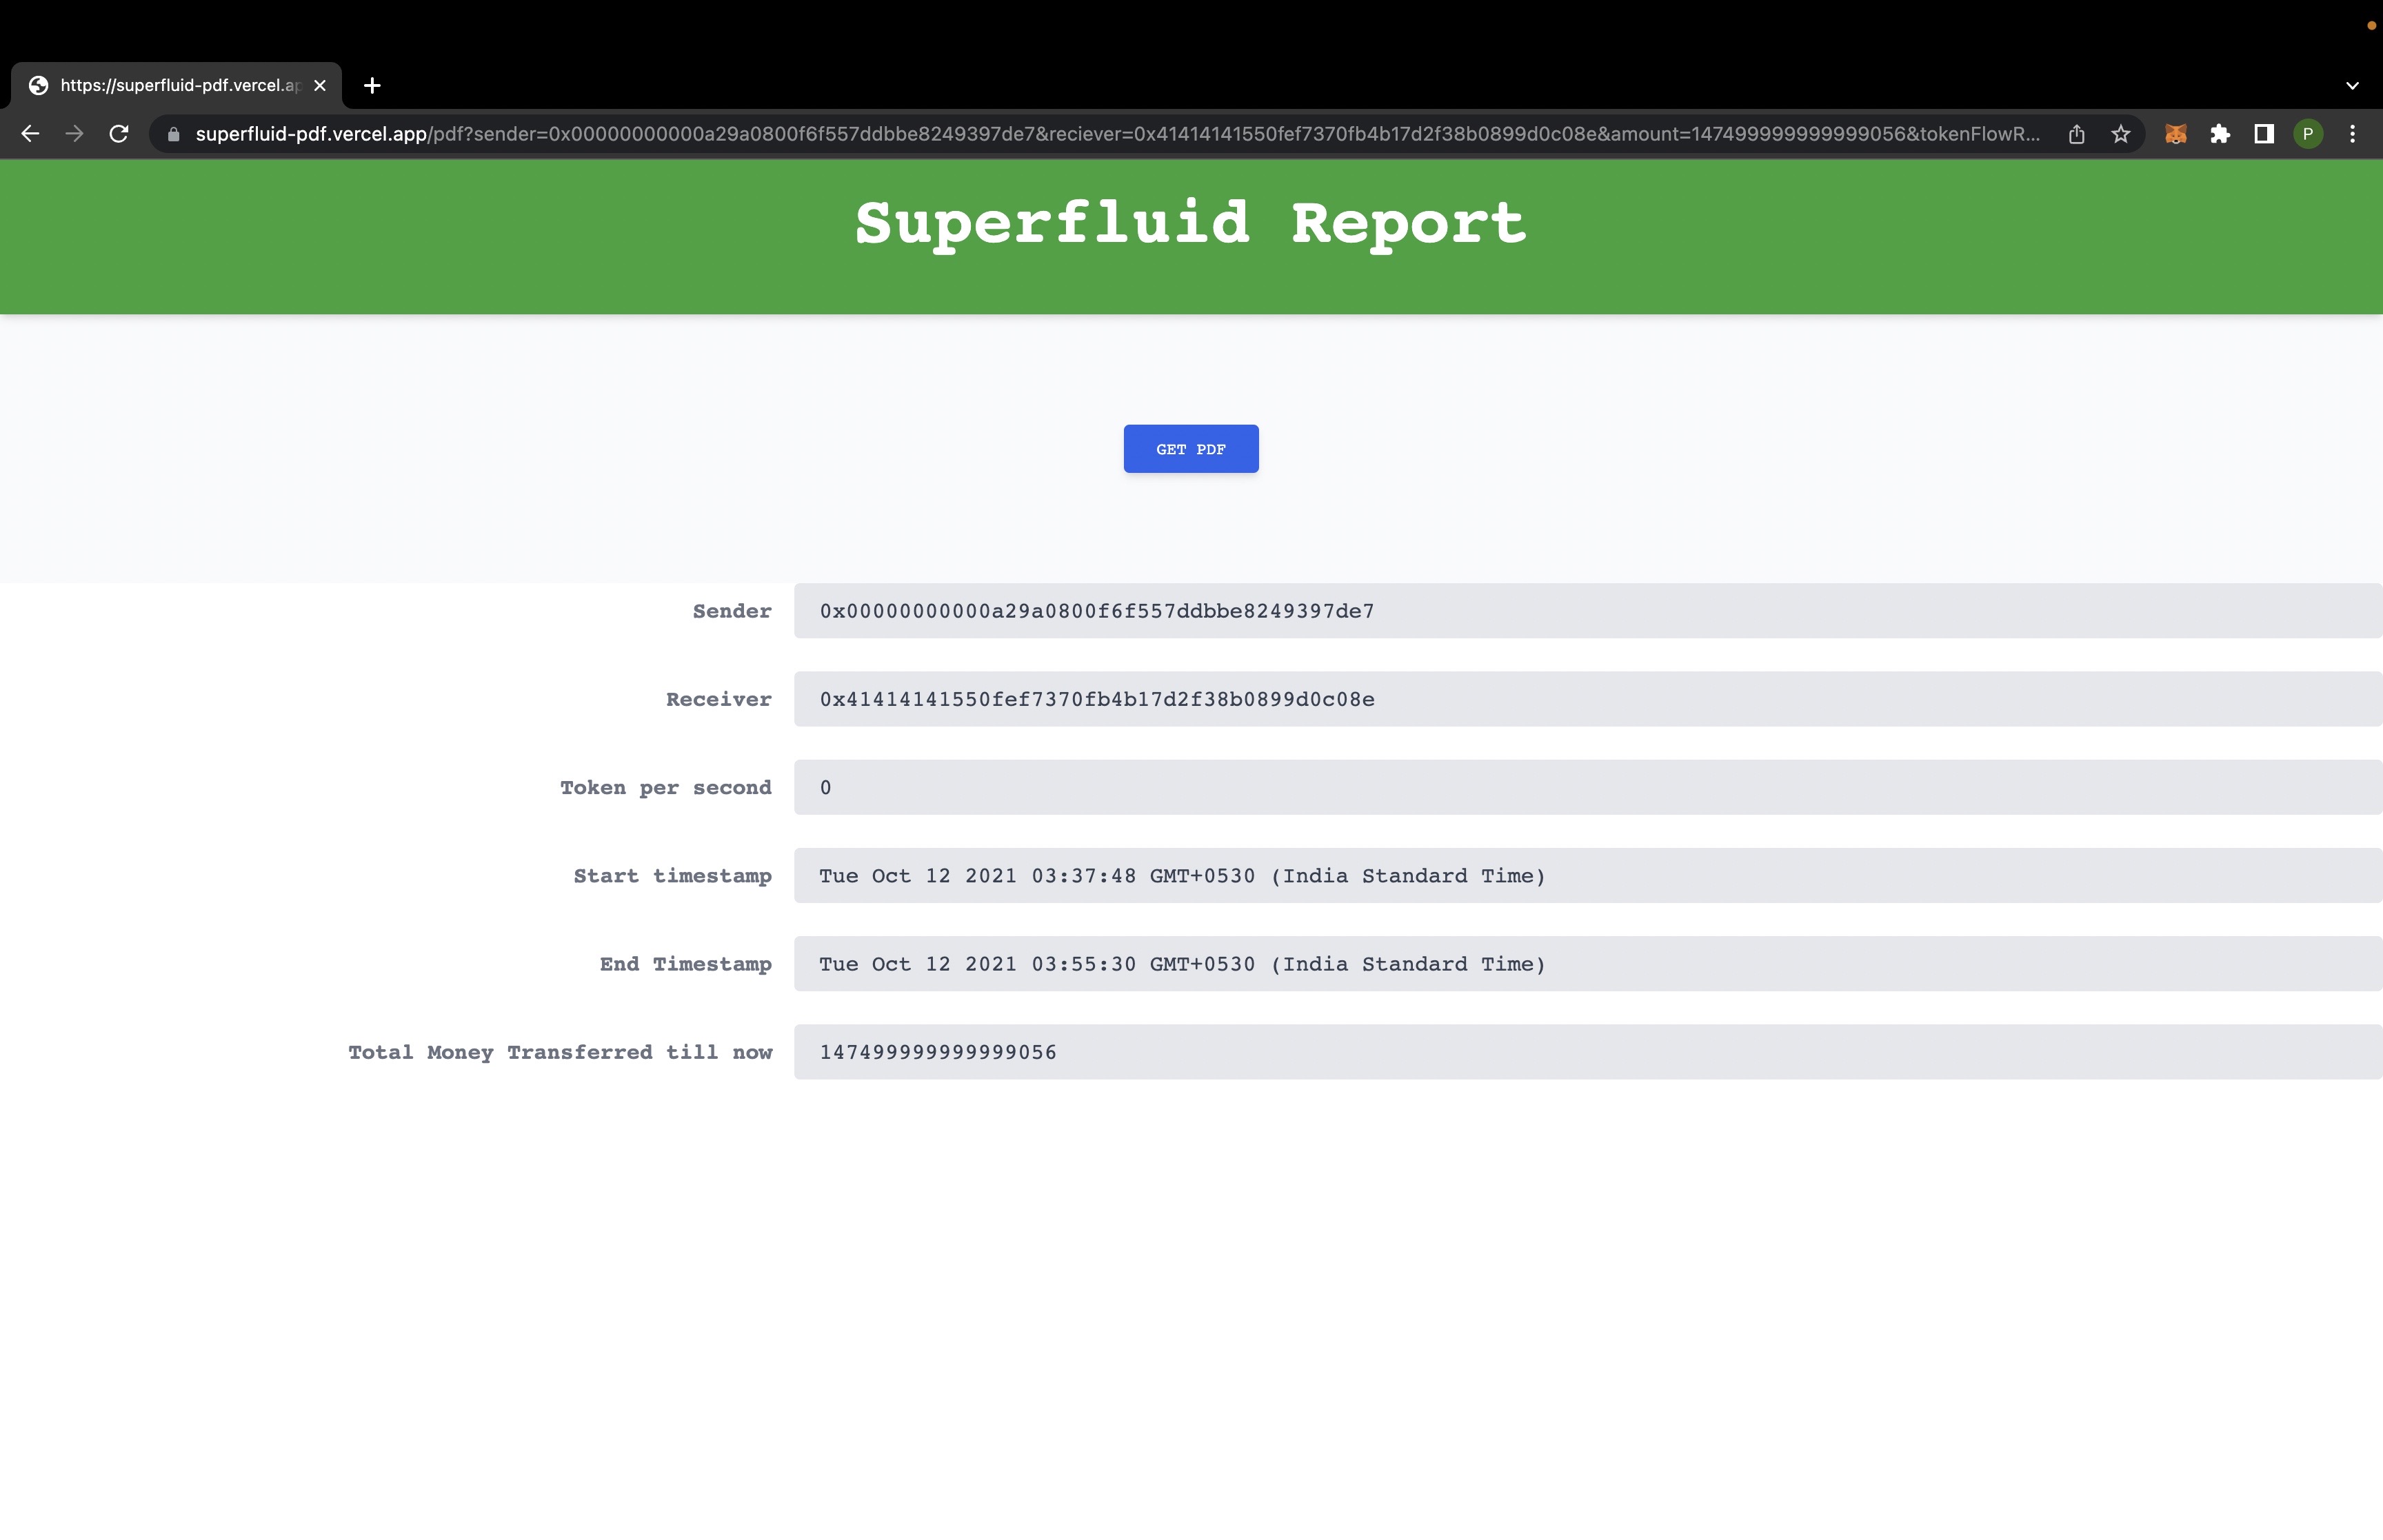 https://superfluid-pdf.vercel.ap
superfluid-pdf.vercel.app/pdf?sender=0x00000000000a29a0800f6f557ddbbe8249397de7&reciever=0x41414141550fef7370fb4b17d2f38b0899d0c08e&amount=147499999999999056&tokenFlowR...
P
Superfluid Report
GET PDF
Sender 0x00000000000a29a0800f6f557ddbbe8249397de7
Receiver 0x41414141550fef7370fb4b17d2f38b0899d0c08e
Token per second 0
Start timestamp Tue Oct 12 2021 03:37:48 GMT+0530 (India Standard Time)
End Timestamp Tue Oct 12 2021 03:55:30 GMT+0530 (India Standard Time)
Total Money Transferred till now 147499999999999056